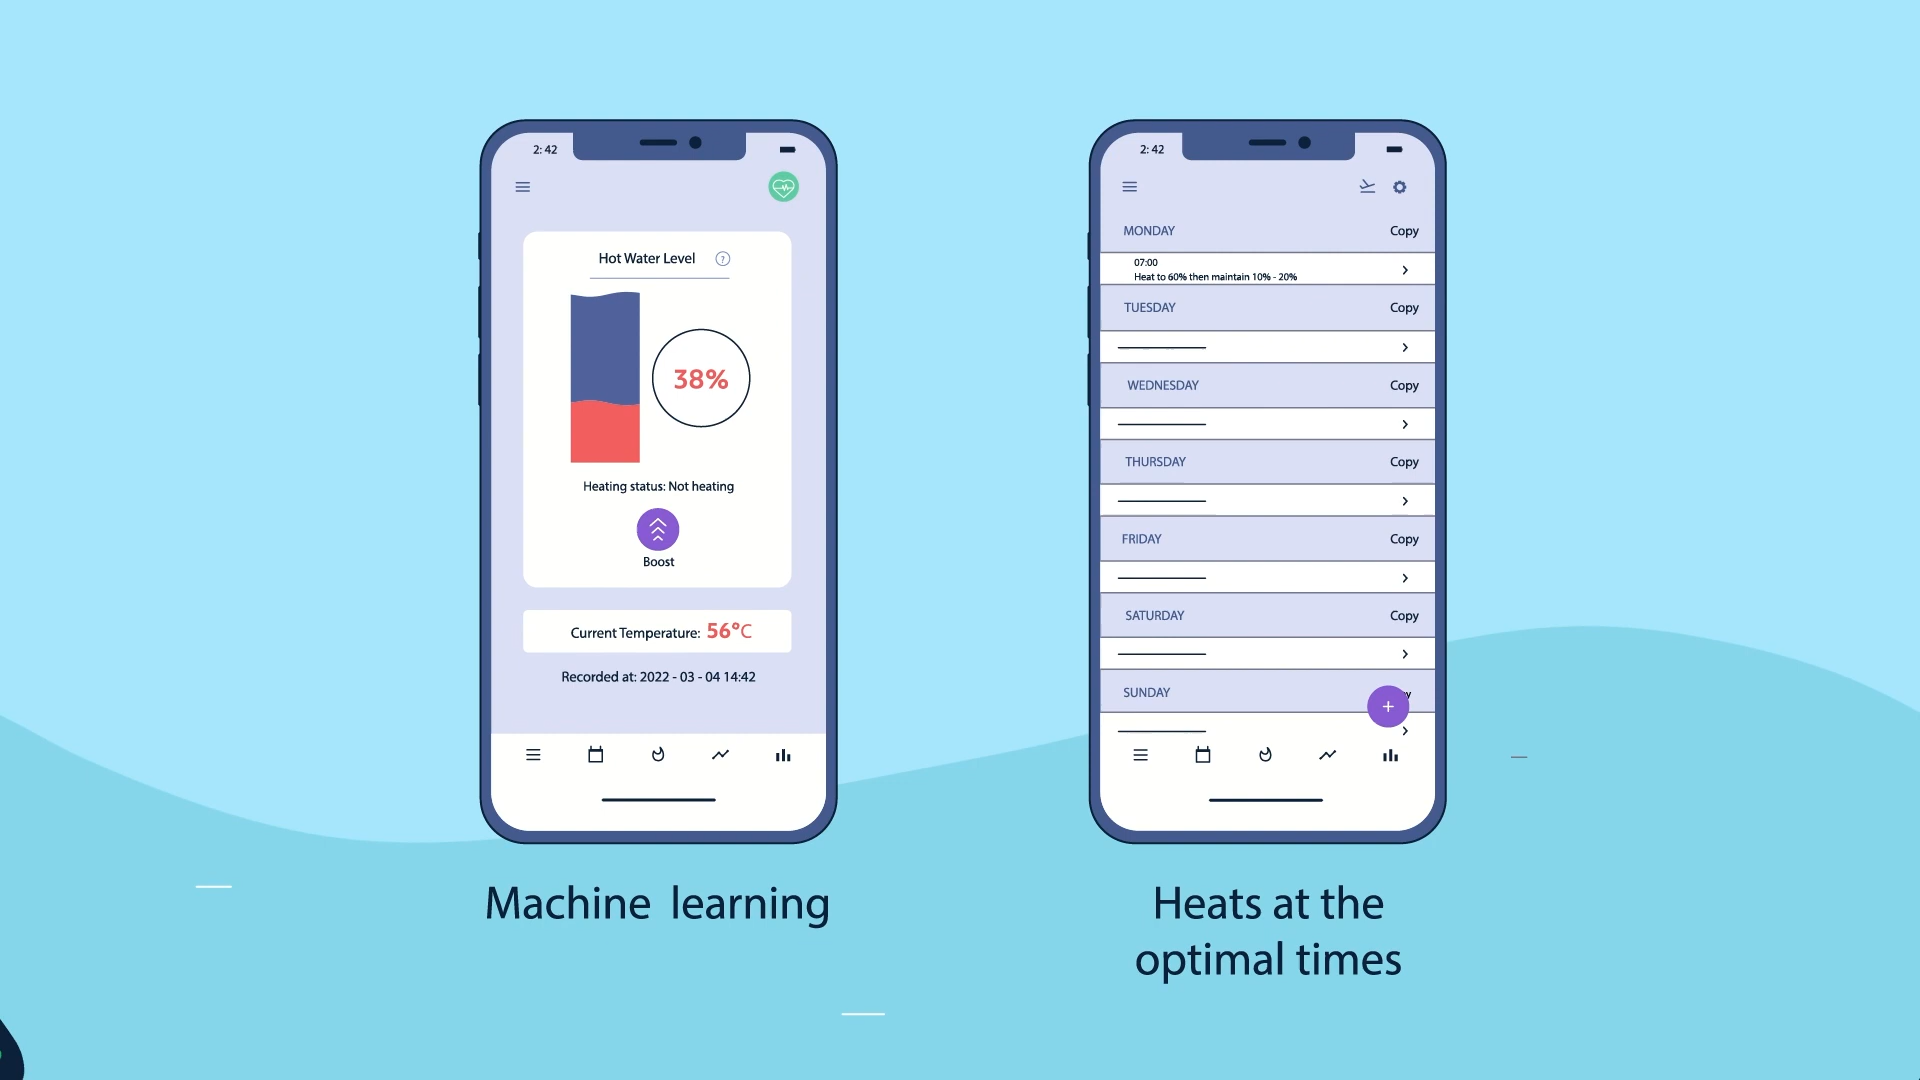 2: 42
Hot Water Level ?
38%
Heating status: Not heating
Boost
Current Temperature: 56°C
Recorded at: 2022 - 03 - 04 14:42
Machine learning
2: 42
MONDAY Copy
07:00
Heat to 60% then maintain 10% - 20%
TUESDAY Copy
WEDNESDAY Copy
THURSDAY Copy
FRIDAY Copy
SATURDAY Copy
SUNDAY
Heats at the
optimal times